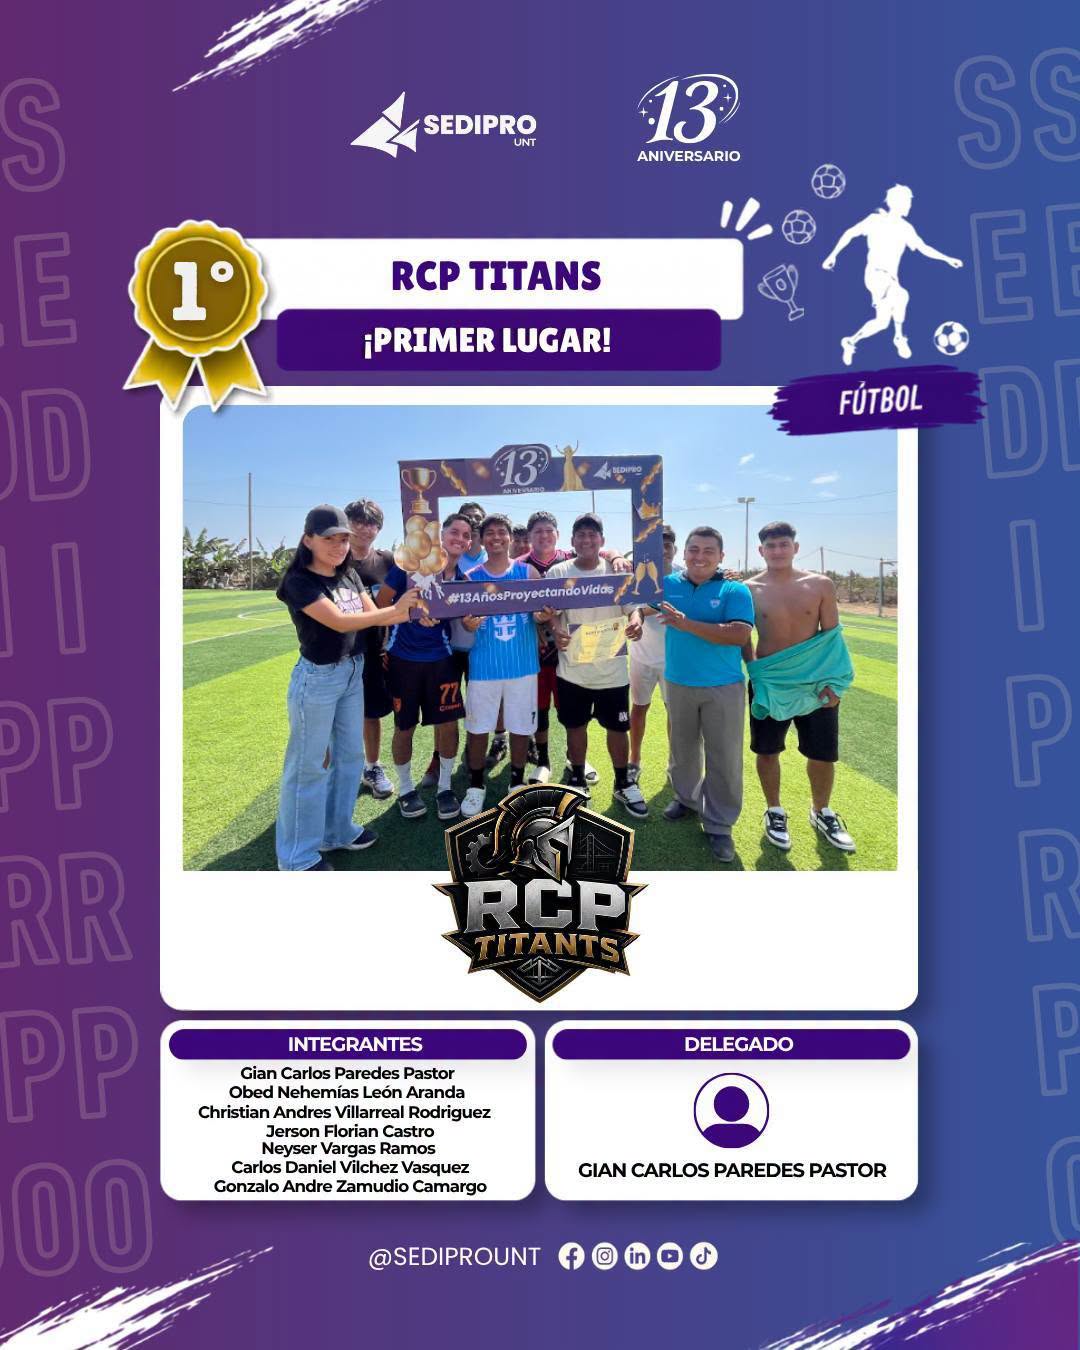 SEDIPRO
UNT
13
ANIVERSARIO
1°
RCP TITANS
¡PRIMER LUGAR!
FÚTBOL
13
ANIVERSARIO
SEDIPRO
#13AñosProyectandoVidas
77
RCP
TITANTS
INTEGRANTES
Gian Carlos Paredes Pastor
Obed Nehemías León Aranda
Christian Andres Villarreal Rodriguez
Jerson Florian Castro
Neyser Vargas Ramos
Carlos Daniel Vilchez Vasquez
Gonzalo Andre Zamudio Camargo
DELEGADO
GIAN CARLOS PAREDES PASTOR
@SEDIPROUNT